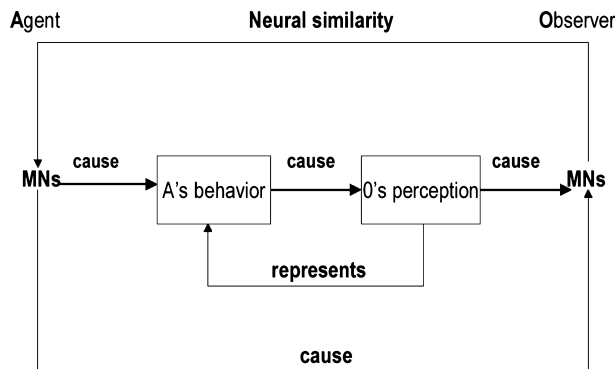 Agent Neural similarity Observer
cause cause cause
MNs A's behavior 0's perception MNs
represents
cause